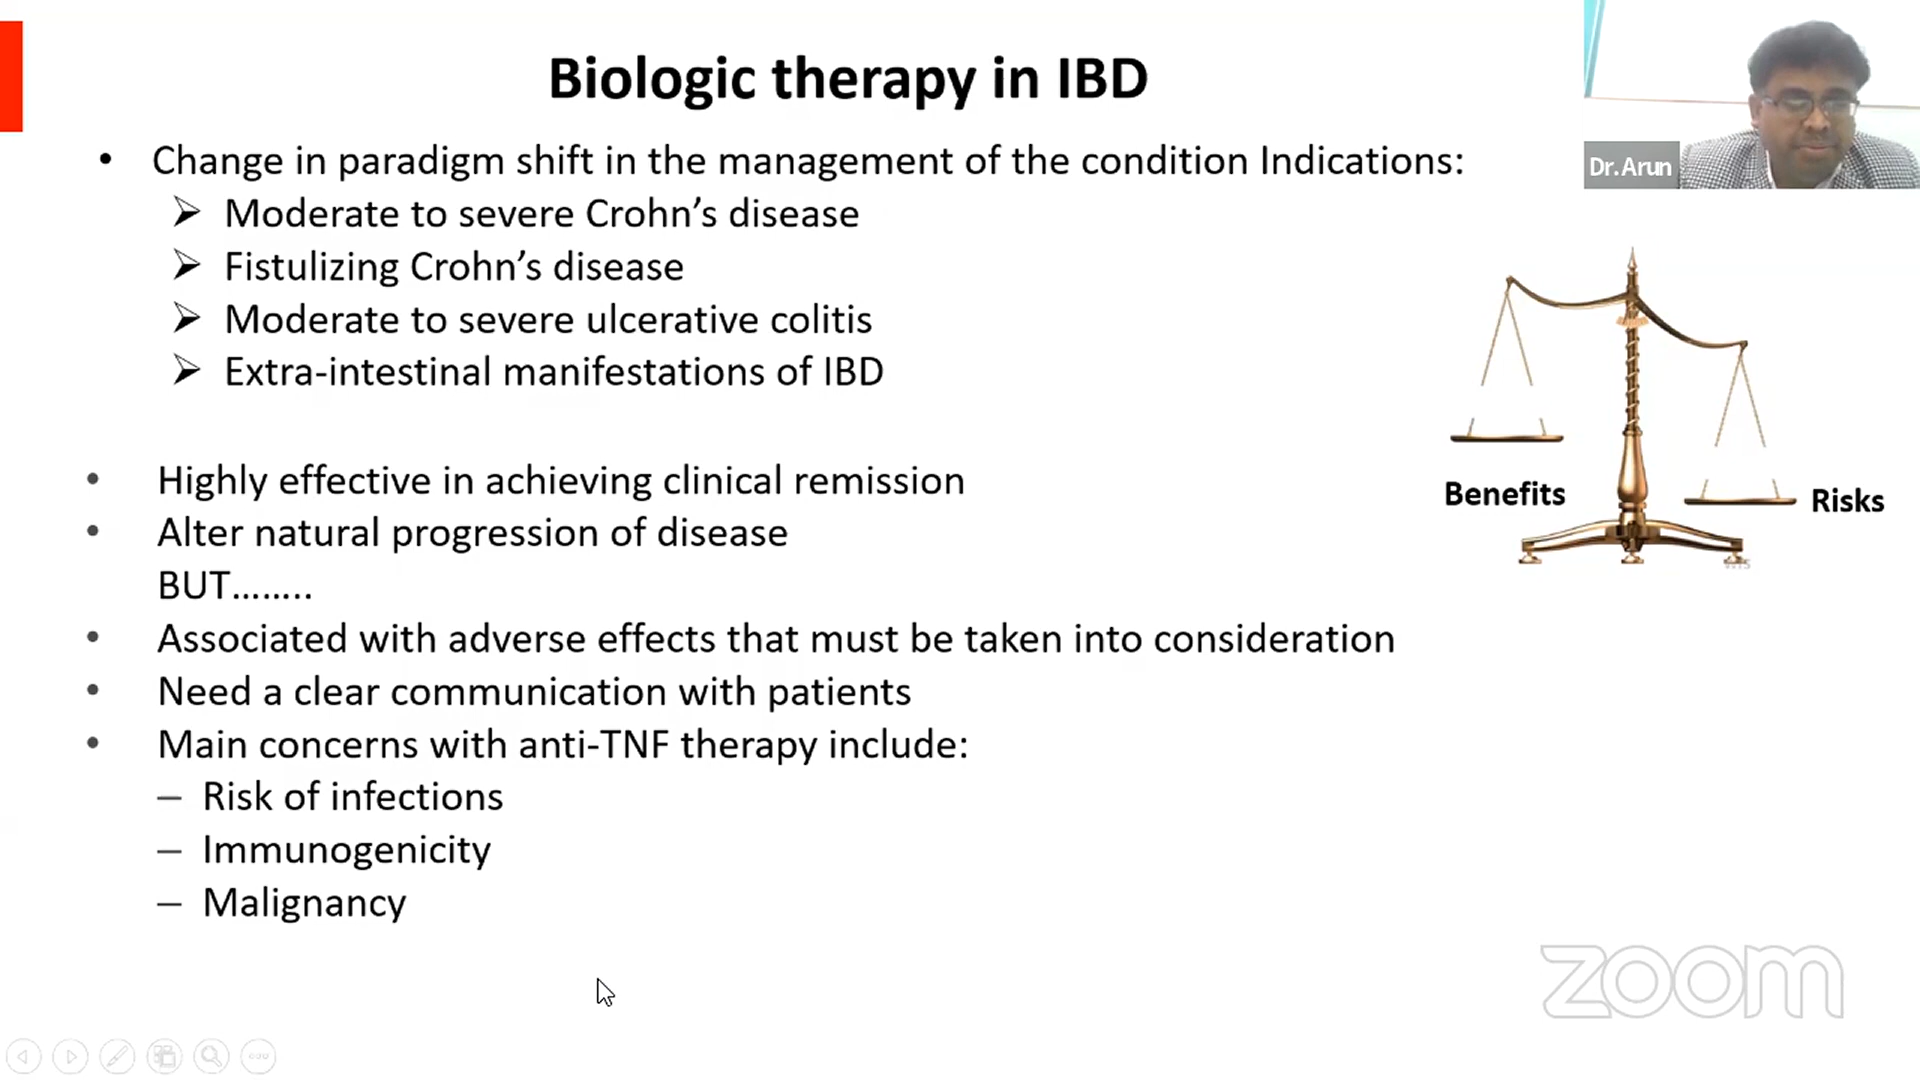 Biologic therapy in IBD
• Change in paradigm shift in the management of the condition Indications:
➢ Moderate to severe Crohn’s disease
➢ Fistulizing Crohn’s disease
➢ Moderate to severe ulcerative colitis
➢ Extra-intestinal manifestations of IBD
• Highly effective in achieving clinical remission
• Alter natural progression of disease
BUT........
• Associated with adverse effects that must be taken into consideration
• Need a clear communication with patients
• Main concerns with anti-TNF therapy include:
– Risk of infections
– Immunogenicity
– Malignancy
Dr. Arun
Benefits
Risks
zoom